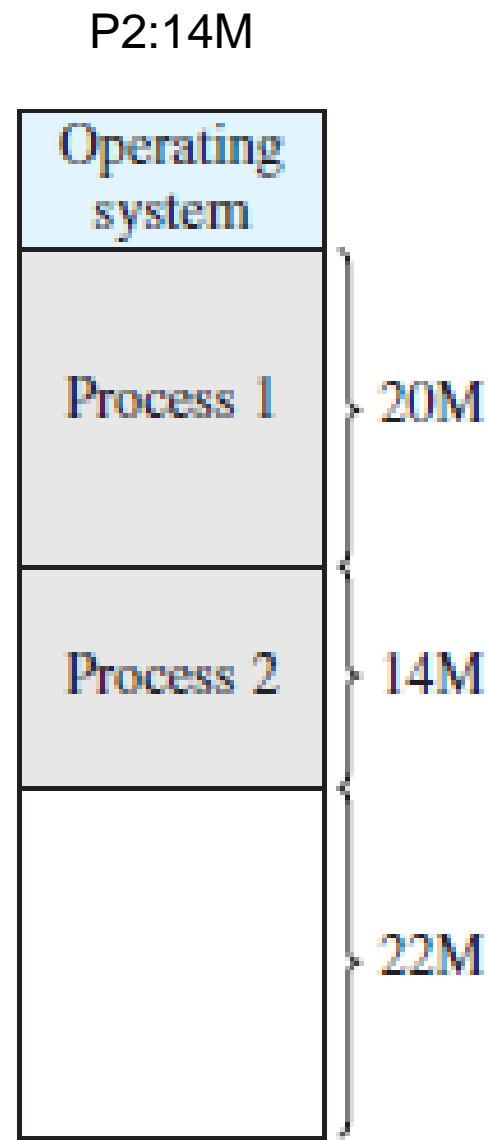 P2:14M
Operating
system
Process 1
20M
Process 2
14M
22M